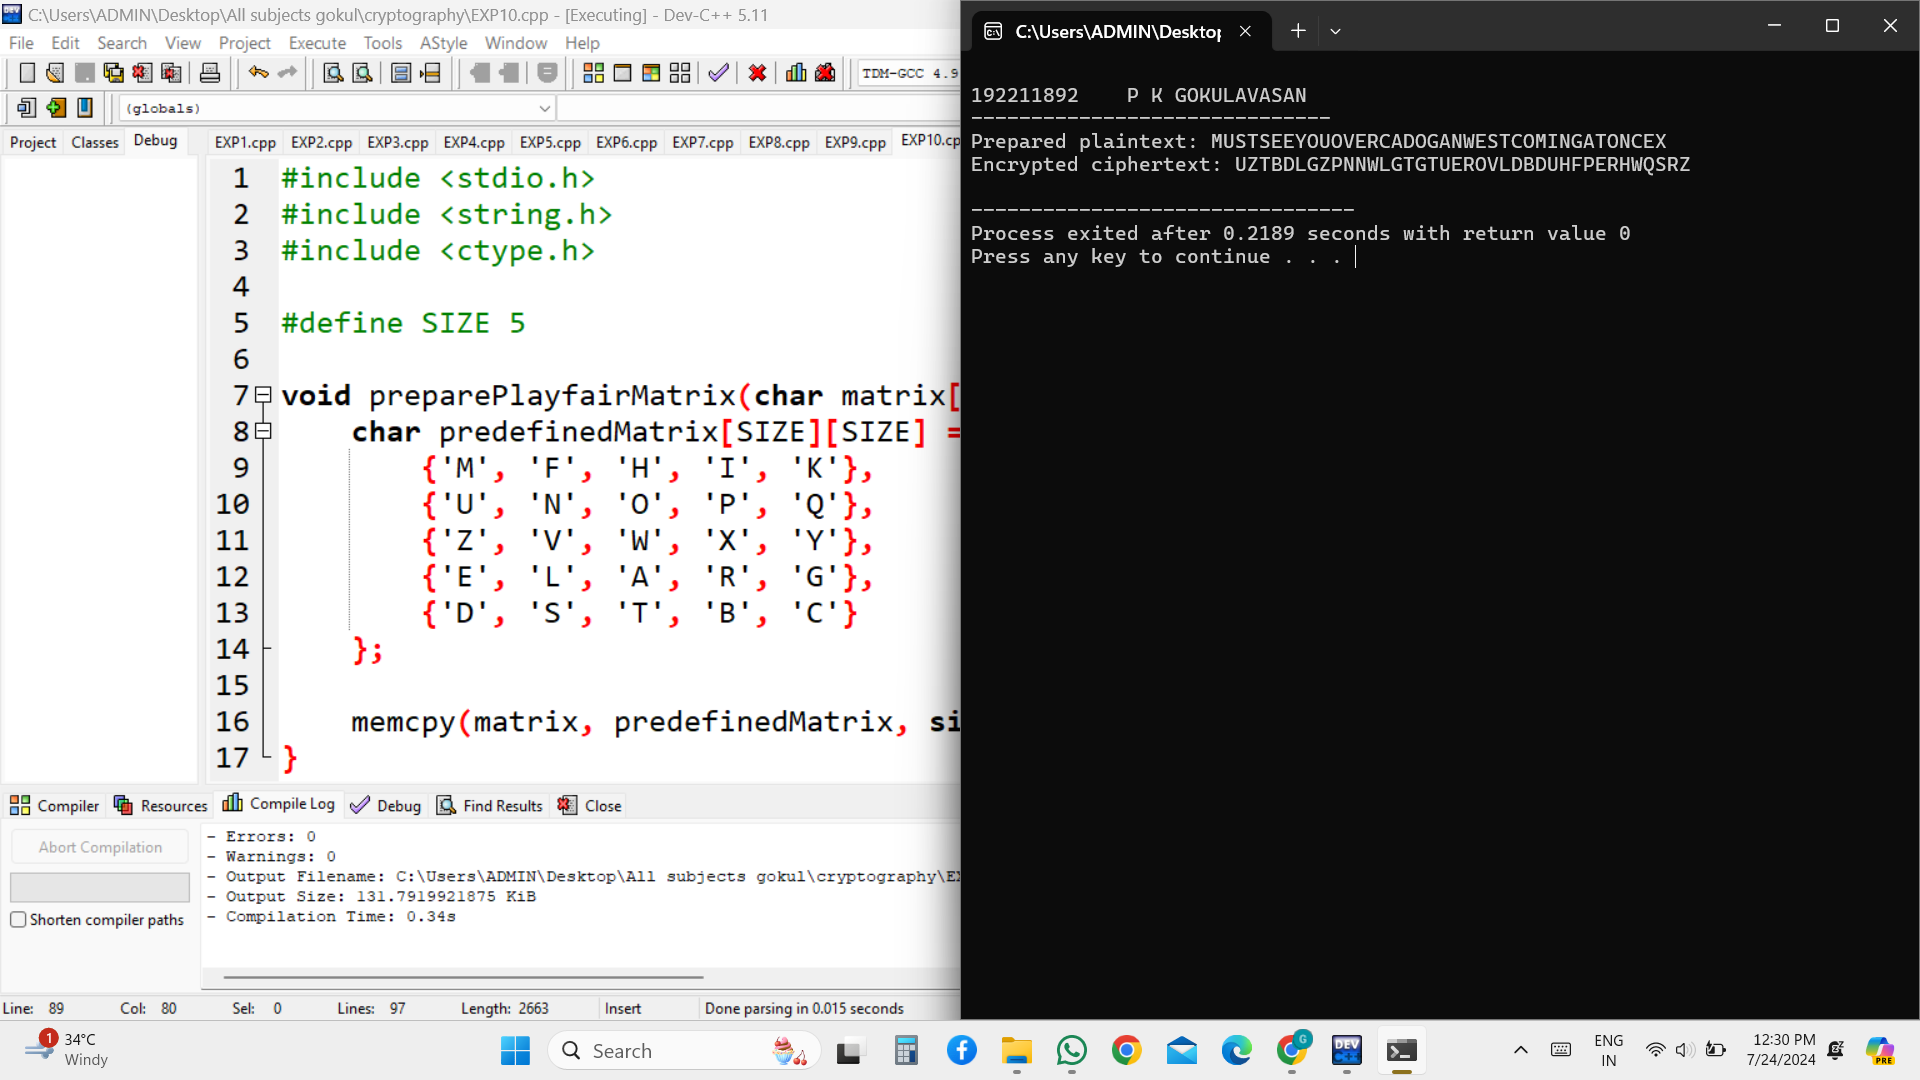 C:\Users\ADMIN\Desktop\All subjects gokul\cryptography\EXP10.cpp - [Executing] - Dev-C++ 5.11
File Edit Search View Project Execute Tools AStyle Window Help
TDM-GCC 4.9
(globals)
Project Classes Debug
EXP1.cpp EXP2.cpp EXP3.cpp EXP4.cpp EXP5.cpp EXP6.cpp EXP7.cpp EXP8.cpp EXP9.cpp EXP10.cp
1 #include <stdio.h>
2 #include <string.h>
3 #include <ctype.h>
4
5 #define SIZE 5
6
7 void preparePlayfairMatrix(char matrix[
8 char predefinedMatrix[SIZE][SIZE] =
9 {'M', 'F', 'H', 'I', 'K'},
10 {'U', 'N', 'O', 'P', 'Q'},
11 {'Z', 'V', 'W', 'X', 'Y'},
12 {'E', 'L', 'A', 'R', 'G'},
13 {'D', 'S', 'T', 'B', 'C'}
14 };
15
16 memcpy(matrix, predefinedMatrix, si
17 }
Compiler Resources Compile Log Debug Find Results Close
Abort Compilation
Shorten compiler paths
- Errors: 0
- Warnings: 0
- Output Filename: C:\Users\ADMIN\Desktop\All subjects gokul\cryptography\EX
- Output Size: 131.7919921875 KiB
- Compilation Time: 0.34s
Line: 89 Col: 80 Sel: 0 Lines: 97 Length: 2663 Insert Done parsing in 0.015 seconds
C:\Users\ADMIN\Desktop
192211892 P K GOKULAVASAN
------------------------------
Prepared plaintext: MUSTSEEYOUOVERCADOGANWESTCOMINGATONCEX
Encrypted ciphertext: UZTBDLGZPNNWLGTGTUEROVLDBDUHFPERHWQSRZ
--------------------------------
Process exited after 0.2189 seconds with return value 0
Press any key to continue . . .
1
34°C
Windy
Search
G
DEV
C++
ENG
IN
12:30 PM
7/24/2024
PRE